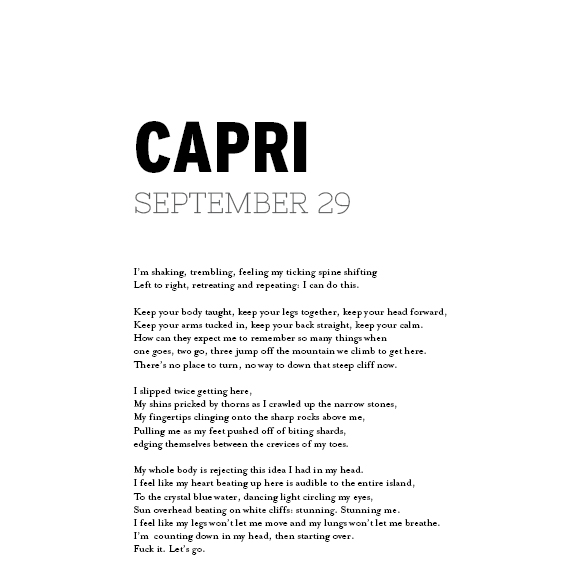 CAPRI
SEPTEMBER 29
I'm shaking, trembling, feeling my ticking spine shifting
Left to right, retreating and repeating: I can do this.
Keep your body taught, keep your legs together, keep your head forward,
Keep your arms tucked in, keep your back straight, keep your calm.
How can they expect me to remember so many things when
one goes, two go, three jump off the mountain we climb to get here.
There's no place to turn, no way to down that steep cliff now.
I slipped twice getting here,
My shins pricked by thorns as I crawled up the narrow stones,
My fingertips clinging onto the sharp rocks above me,
Pulling me as my feet pushed off of biting shards,
edging themselves between the crevices of my toes.
My whole body is rejecting this idea I had in my head.
I feel like my heart beating up here is audible to the entire island,
To the crystal blue water, dancing light circling my eyes,
Sun overhead beating on white cliffs: stunning. Stunning me.
I feel like my legs won't let me move and my lungs won't let me breathe.
I'm  counting down in my head, then starting over.
Fuck it. Let's go.